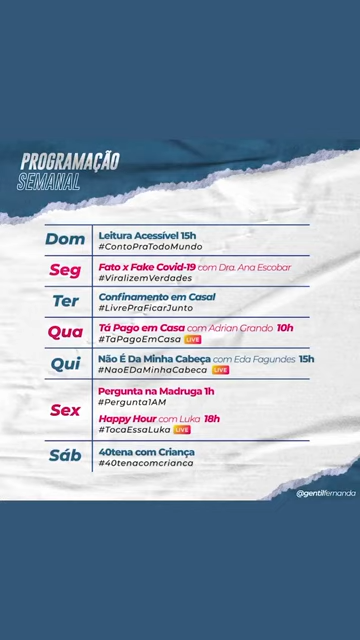 PROGRAMAÇÃO
SEMANAL
Dom
Leitura Acessível 15h
#ContoPraTodoMundo
Seg
Fato x Fake Covid-19 com Dra. Ana Escobar
#ViralizemVerdades
Ter
Confinamento em Casal
#LivrePraFicarJunto
Qua
Tá Pago em Casa com Adrian Grando 10h
#TaPagoEmCasa LIVE
Qui
Não É Da Minha Cabeça com Eda Fagundes 15h
#NaoEDaMinhaCabeca LIVE
Sex
Pergunta na Madruga 1h
#Pergunta1AM
Happy Hour com Luka 18h
#TocaEssaLuka LIVE
Sáb
40tena com Criança
#40tenacomcrianca
@gentilfernanda